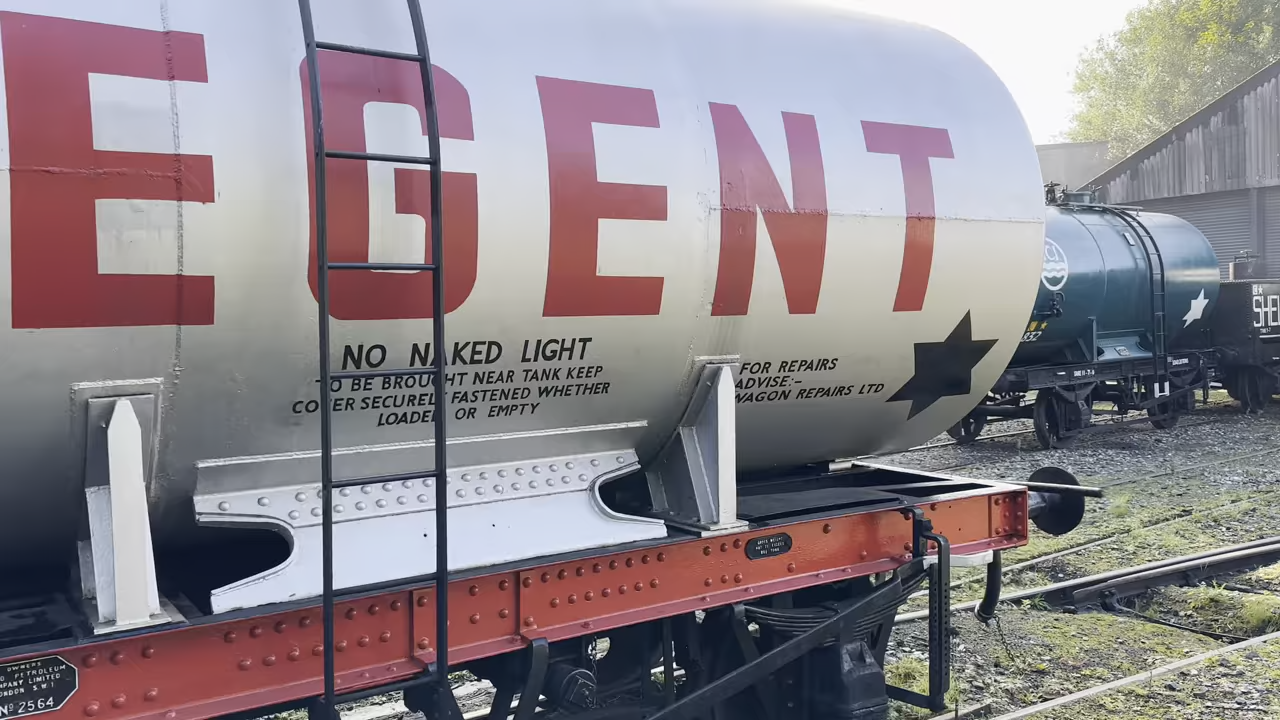 EGENT
NO NAKED LIGHT
TO BE BROUGHT NEAR TANK KEEP
COVER SECURELY FASTENED WHETHER
LOADED OR EMPTY
FOR REPAIRS
ADVISE:-
WAGON REPAIRS LTD
OWNERS
PETROLEUM
COMPANY LIMITED
LONDON S.W.1
Nº 2564
SHE